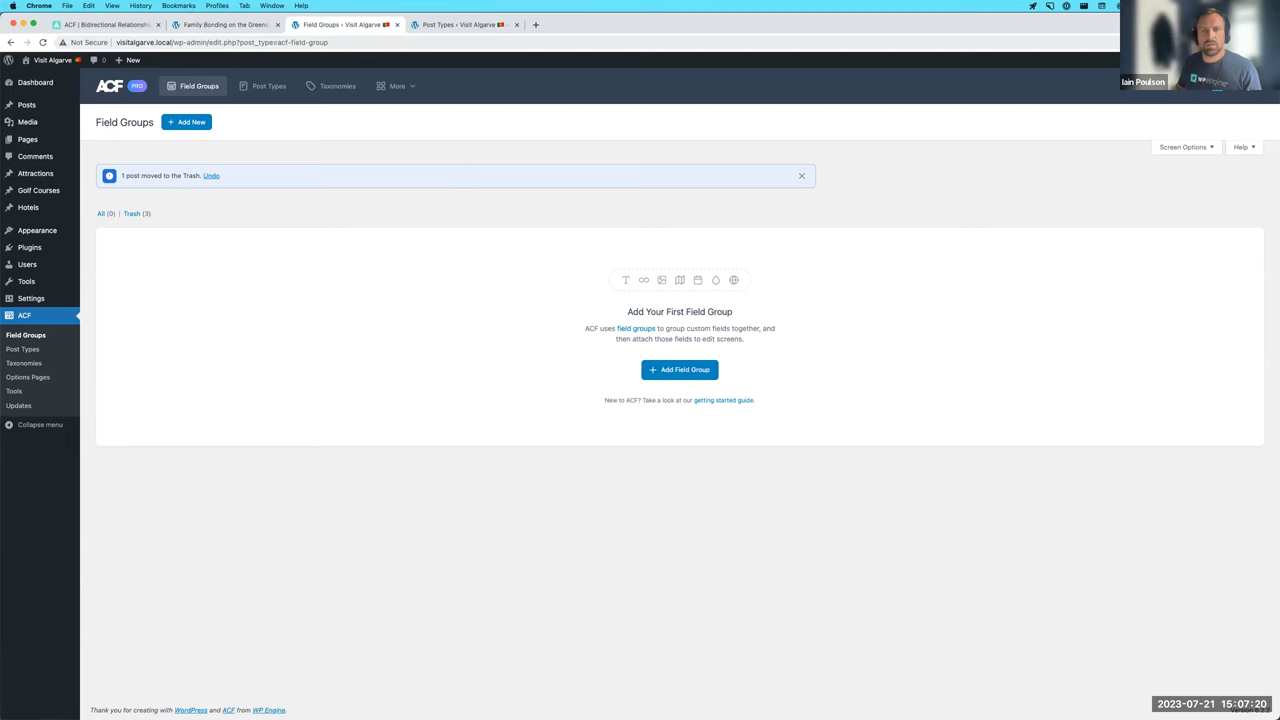 Chrome File Edit View History Bookmarks Profiles Tab Window Help
ACF | Bidirectional Relationship
Family Bonding on the Greens
Field Groups ‹ Visit Algarve
Post Types ‹ Visit Algarve
Not Secure visitalgarve.local/wp-admin/edit.php?post_type=acf-field-group
Visit Algarve 0 New
Iain Poulson
Dashboard
Posts
Media
Pages
Comments
Attractions
Golf Courses
Hotels
Appearance
Plugins
Users
Tools
Settings
ACF
Field Groups
Post Types
Taxonomies
Options Pages
Tools
Updates
Collapse menu
ACF PRO Field Groups Post Types Taxonomies More
Field Groups + Add New
Screen Options Help
1 post moved to the Trash. Undo
All (0) | Trash (3)
Add Your First Field Group
ACF uses field groups to group custom fields together, and
then attach those fields to edit screens.
+ Add Field Group
New to ACF? Take a look at our getting started guide.
Thank you for creating with WordPress and ACF from WP Engine.
2023-07-21 15:07:20